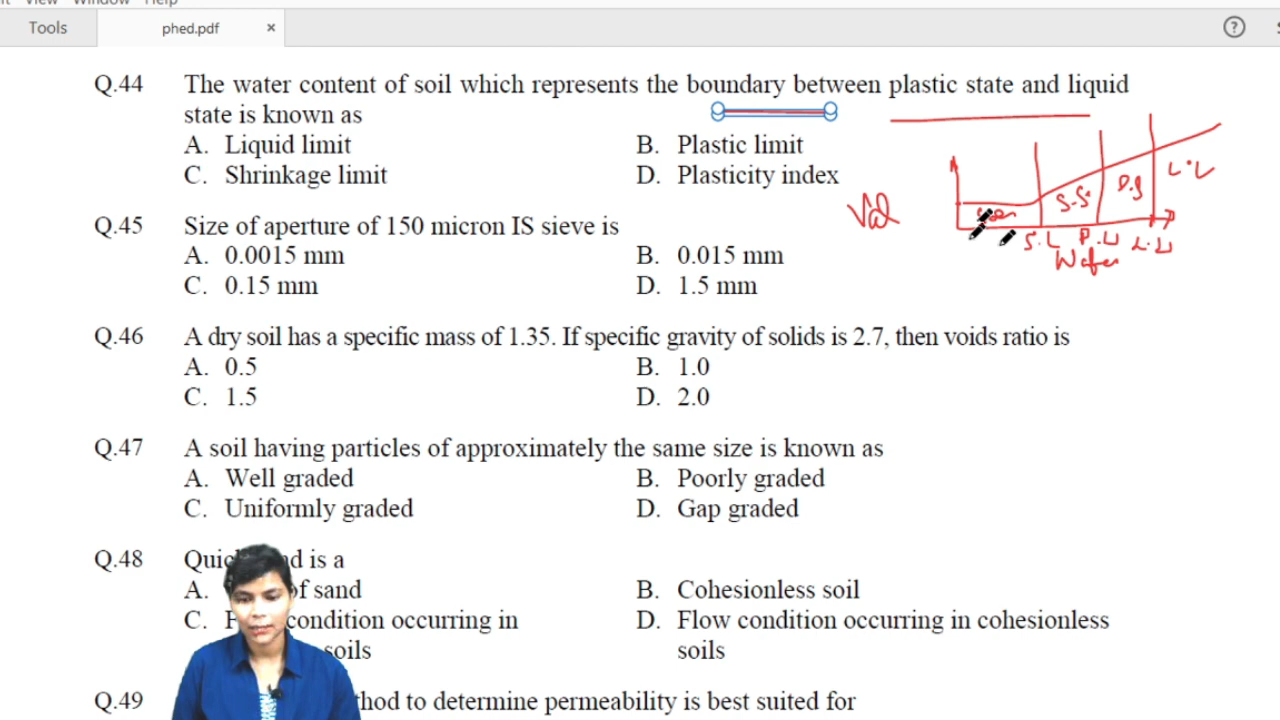 Tools phed.pdf × ?
Q.44 The water content of soil which represents the boundary between plastic state and liquid
state is known as
A. Liquid limit B. Plastic limit
C. Shrinkage limit D. Plasticity index
Q.45 Size of aperture of 150 micron IS sieve is
A. 0.0015 mm B. 0.015 mm
C. 0.15 mm D. 1.5 mm
Vol
S.S.
P.S
L.L
S.L P.L L.L
Water
Q.46 A dry soil has a specific mass of 1.35. If specific gravity of solids is 2.7, then voids ratio is
A. 0.5 B. 1.0
C. 1.5 D. 2.0
Q.47 A soil having particles of approximately the same size is known as
A. Well graded B. Poorly graded
C. Uniformly graded D. Gap graded
Q.48 is a
A. of sand B. Cohesionless soil
C. condition occurring in D. Flow condition occurring in cohesionless
soils soils
Q.49 to determine permeability is best suited for